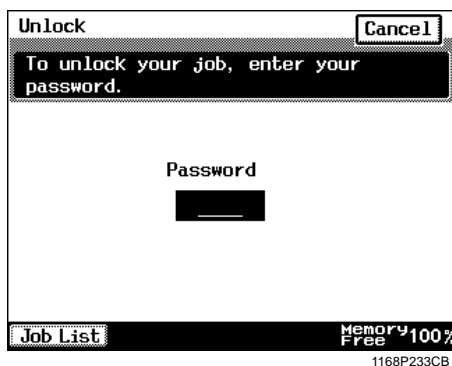 Unlock
Cancel
To unlock your job, enter your
password.
Password
Job List
Memory
Free 100%
1168P233CB